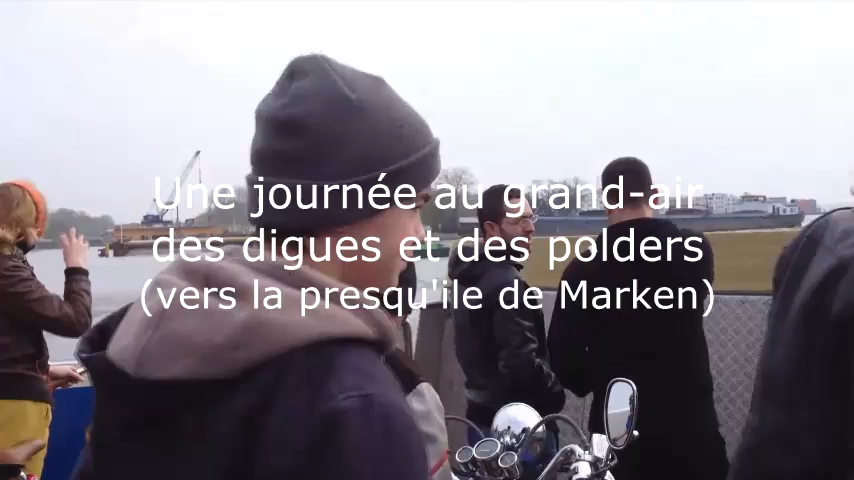 Une journée au grand-air
des digues et des polders
(vers la presqu'ile de Marken)